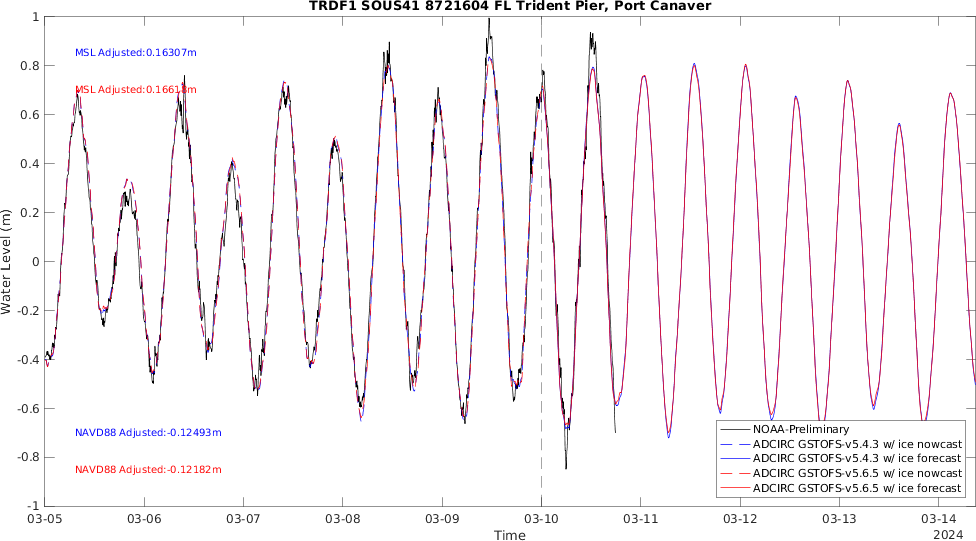 TRDF1 SOUS41 8721604 FL Trident Pier, Port Canaver
1
0.8
0.6
0.4
0.2
0
-0.2
-0.4
-0.6
-0.8
-1
Water Level (m)
MSL Adjusted:0.16307m
MSL Adjusted:0.16618m
NAVD88 Adjusted:-0.12493m
NAVD88 Adjusted:-0.12182m
NOAA-Preliminary
ADCIRC GSTOFS-v5.4.3 w/ ice nowcast
ADCIRC GSTOFS-v5.4.3 w/ ice forecast
ADCIRC GSTOFS-v5.6.5 w/ ice nowcast
ADCIRC GSTOFS-v5.6.5 w/ ice forecast
03-05 03-06 03-07 03-08 03-09 03-10 03-11 03-12 03-13 03-14
Time
2024